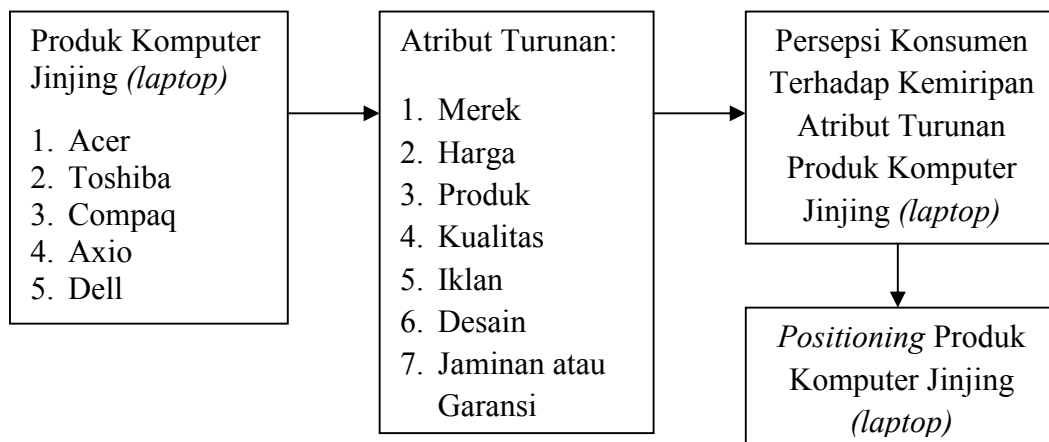 Produk Komputer
Jinjing (laptop)
1. Acer
2. Toshiba
3. Compaq
4. Axio
5. Dell
Atribut Turunan:
1. Merek
2. Harga
3. Produk
4. Kualitas
5. Iklan
6. Desain
7. Jaminan atau
Garansi
Persepsi Konsumen
Terhadap Kemiripan
Atribut Turunan
Produk Komputer
Jinjing (laptop)
Positioning Produk
Komputer Jinjing
(laptop)